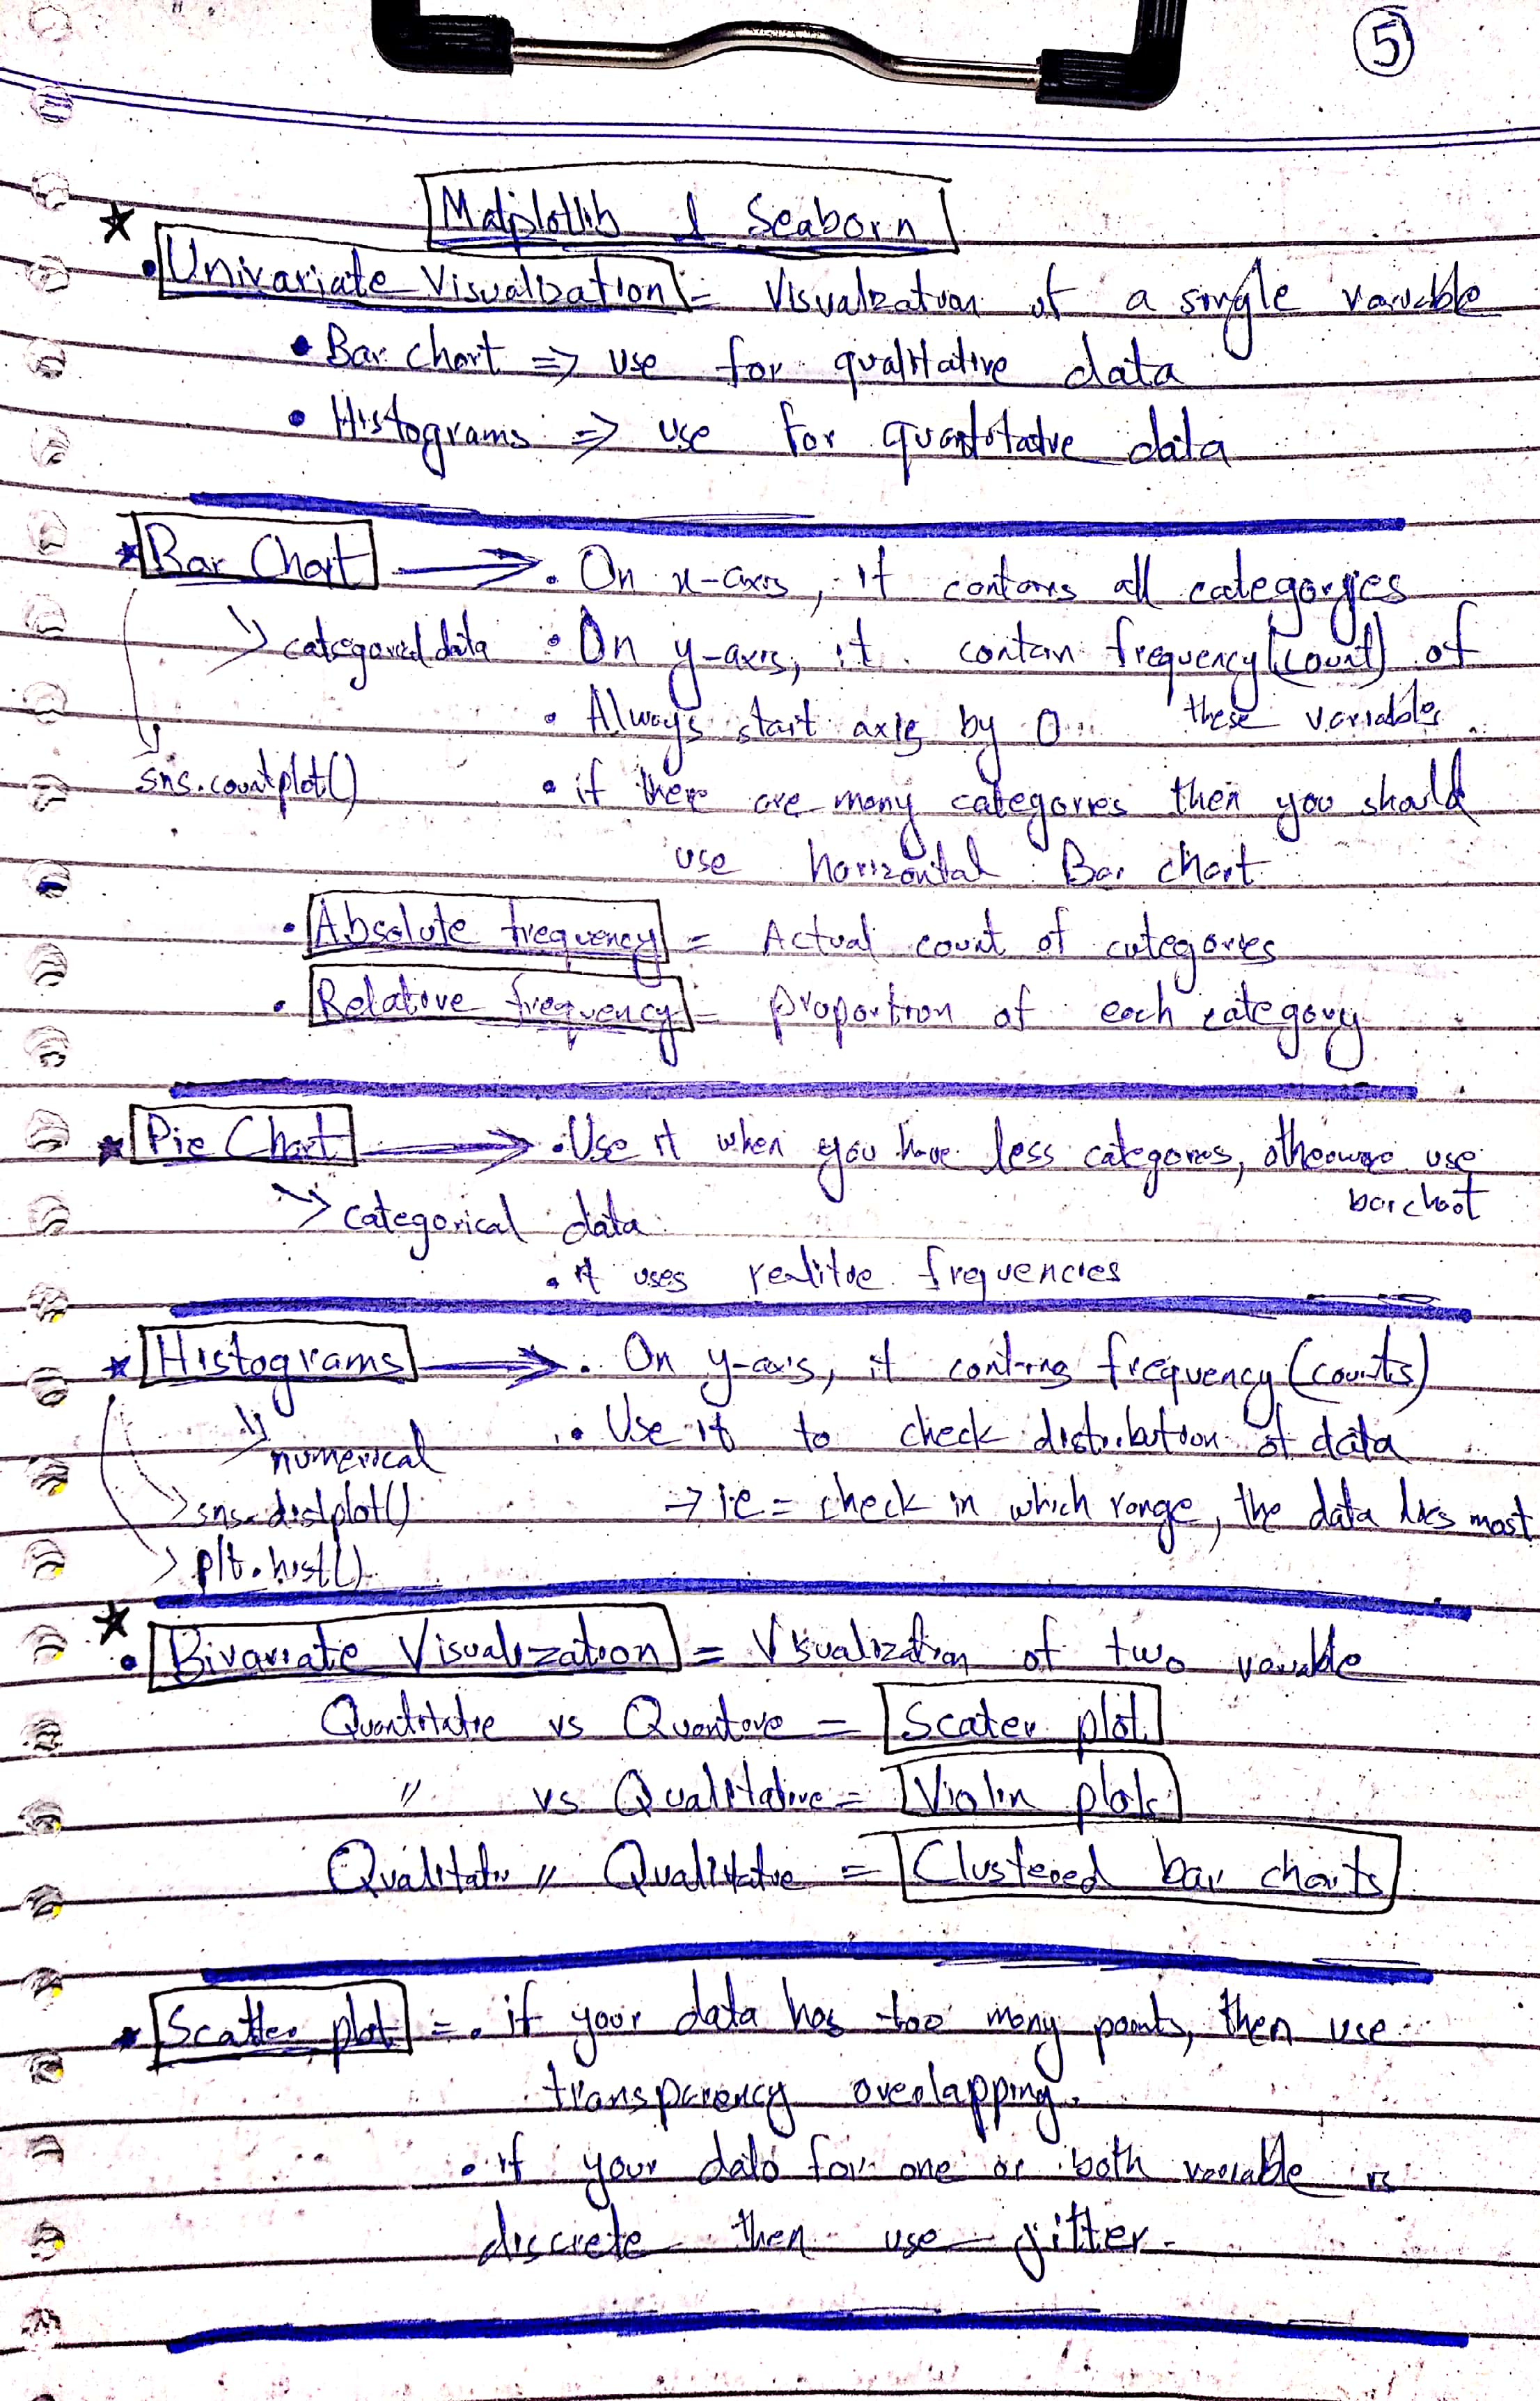 5
Matplotlib & Seaborn
Univariate Visualization = Visualization of a single variable
Bar chart => use for qualitative data
Histograms => use for quantitative data
Bar Chart → On x-axis, it contains all categories
categorical data • On y-axis, it contain frequency (count) of
these variables
• Always start axis by 0
sns.countplot()
• if there are many categories then you should
use horizontal Bar chart
• Absolute frequency = Actual count of categories
• Relative frequency = proportion of each category
Pie Chart → • Use it when you have less categories, otherwise use
barchart
categorical data
• it uses relitive frequencies
Histograms → • On y-axis, it contains frequency (counts)
numerical • Use it to check distribution of data
sns.distplot() → i.e = check in which range, the data lies most
plt.hist()
• Bivariate Visualization = Visualization of two variable
Quantitative vs = Scater plot
" vs Qualitative = Violin plots
Qualitative " Qualitative = Clustered bar charts
Scatter plot = • if your data has too many points, then use
transparency overlapping.
• if your data for one or both variable is
discrete then use jitter.